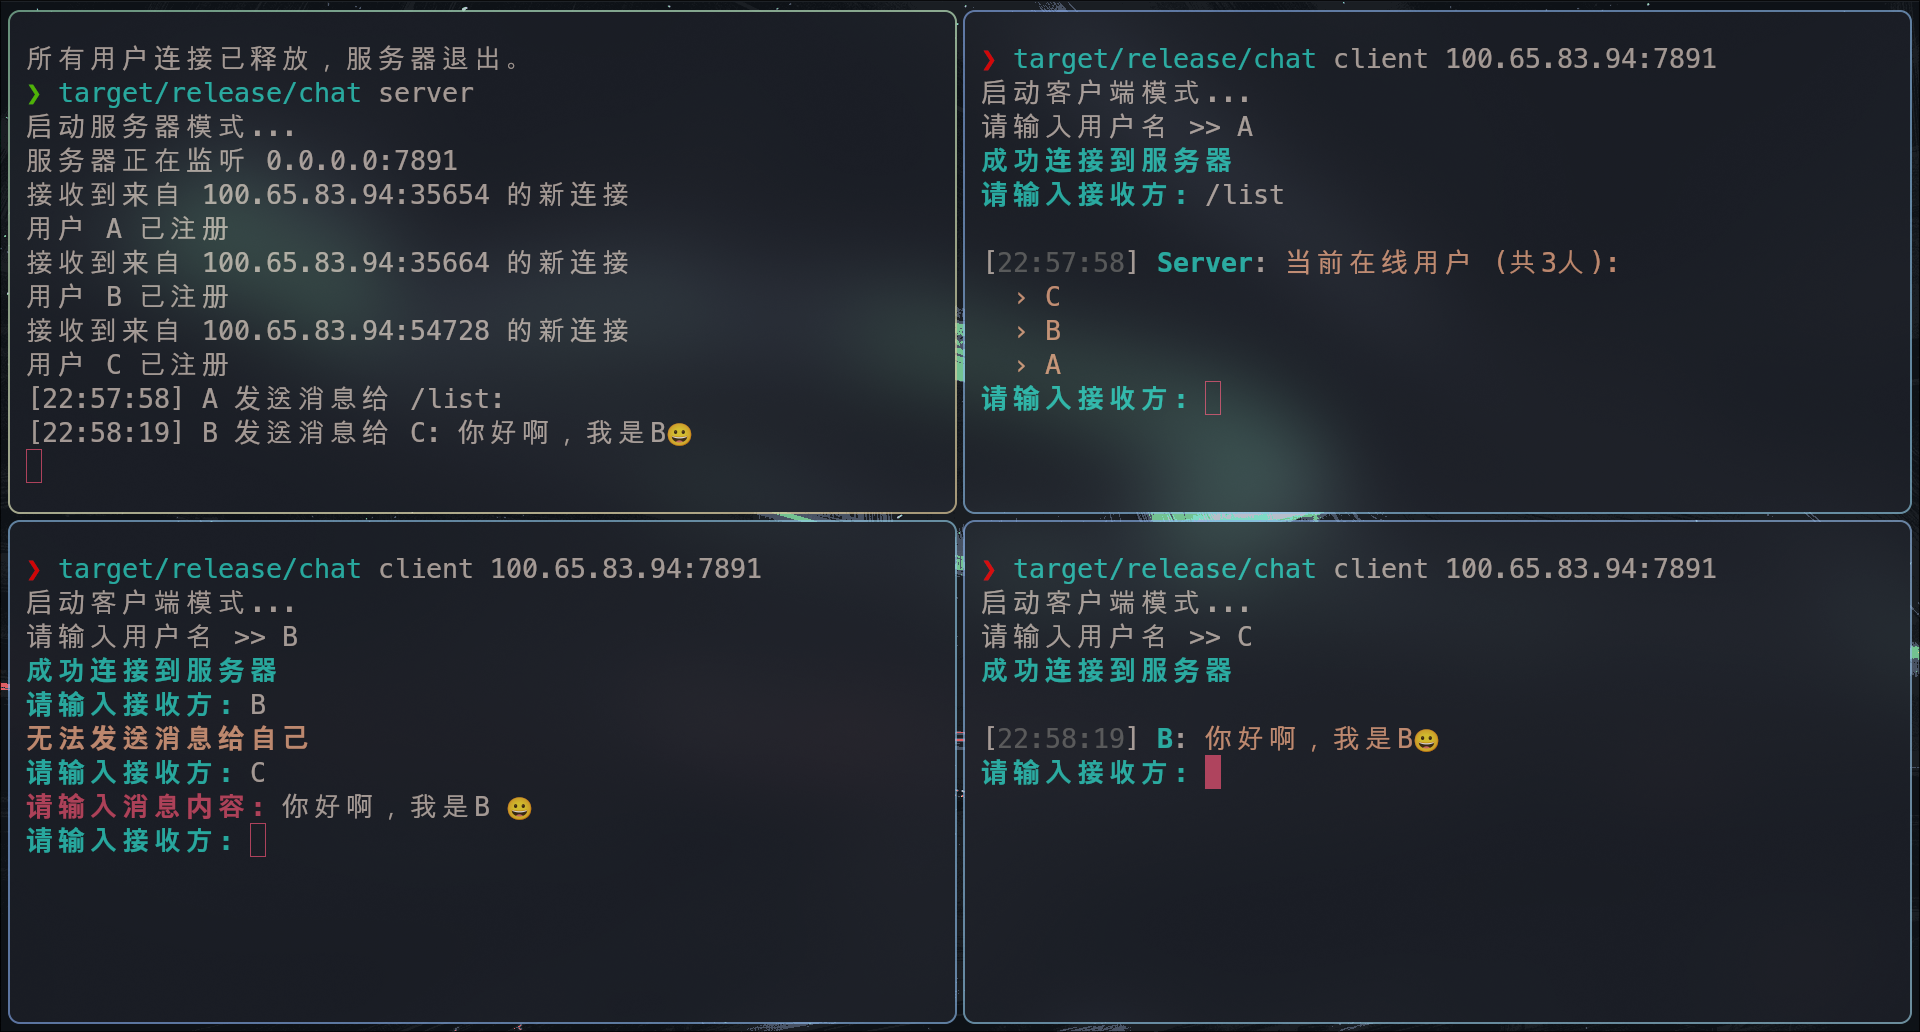 所有用户连接已释放，服务器退出。
❯ target/release/chat server
启动服务器模式...
服务器正在监听 0.0.0.0:7891
接收到来自 100.65.83.94:35654 的新连接
用户 A 已注册
接收到来自 100.65.83.94:35664 的新连接
用户 B 已注册
接收到来自 100.65.83.94:54728 的新连接
用户 C 已注册
[22:57:58] A 发送消息给 /list:
[22:58:19] B 发送消息给 C: 你好啊，我是B😀
❯ target/release/chat client 100.65.83.94:7891
启动客户端模式...
请输入用户名 >> A
成功连接到服务器
请输入接收方: /list
[22:57:58] Server: 当前在线用户 (共3人):
› C
› B
› A
请输入接收方:
❯ target/release/chat client 100.65.83.94:7891
启动客户端模式...
请输入用户名 >> B
成功连接到服务器
请输入接收方: B
无法发送消息给自己
请输入接收方: C
请输入消息内容: 你好啊，我是B 😀
请输入接收方:
❯ target/release/chat client 100.65.83.94:7891
启动客户端模式...
请输入用户名 >> C
成功连接到服务器
[22:58:19] B: 你好啊，我是B😀
请输入接收方: